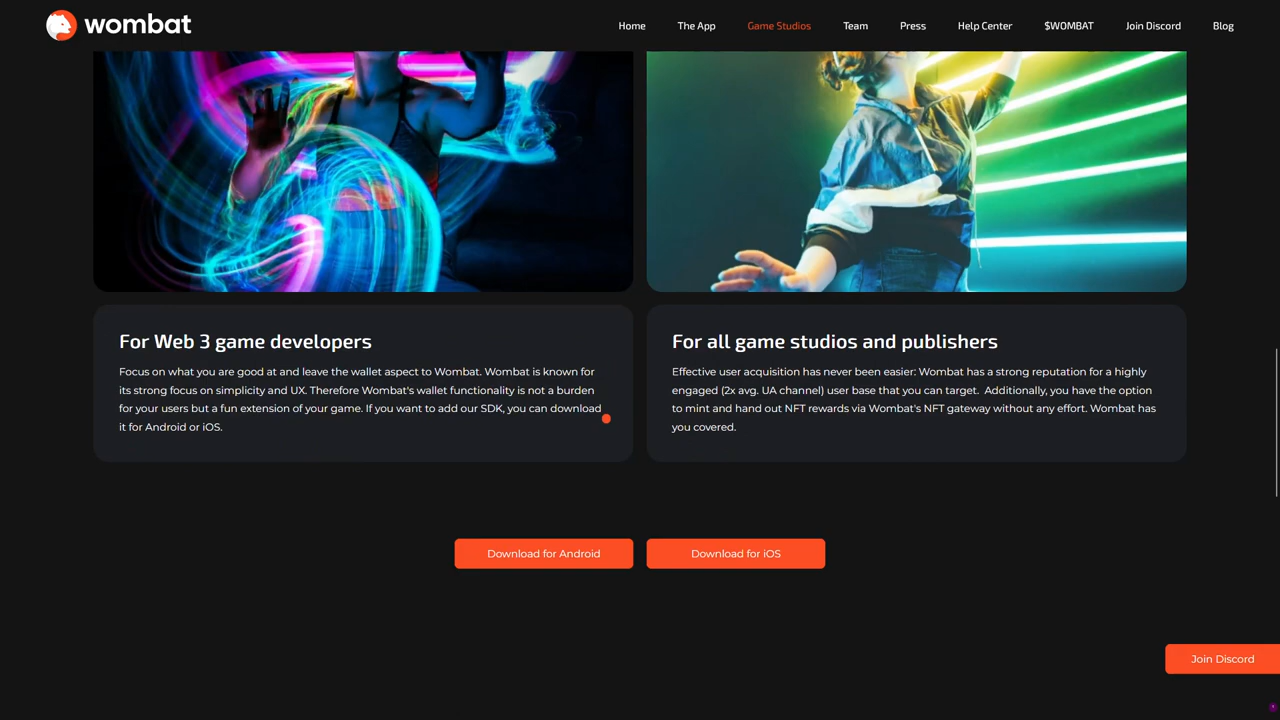 wombat
Home
The App
Game Studios
Team
Press
Help Center
$WOMBAT
Join Discord
Blog
For Web 3 game developers
Focus on what you are good at and leave the wallet aspect to Wombat. Wombat is known for
its strong focus on simplicity and UX. Therefore Wombat's wallet functionality is not a burden
for your users but a fun extension of your game. If you want to add our SDK, you can download
it for Android or iOS.
For all game studios and publishers
Effective user acquisition has never been easier: Wombat has a strong reputation for a highly
engaged (2x avg. UA channel) user base that you can target.  Additionally, you have the option
to mint and hand out NFT rewards via Wombat's NFT gateway without any effort. Wombat has
you covered.
Download for Android
Download for iOS
Join Discord